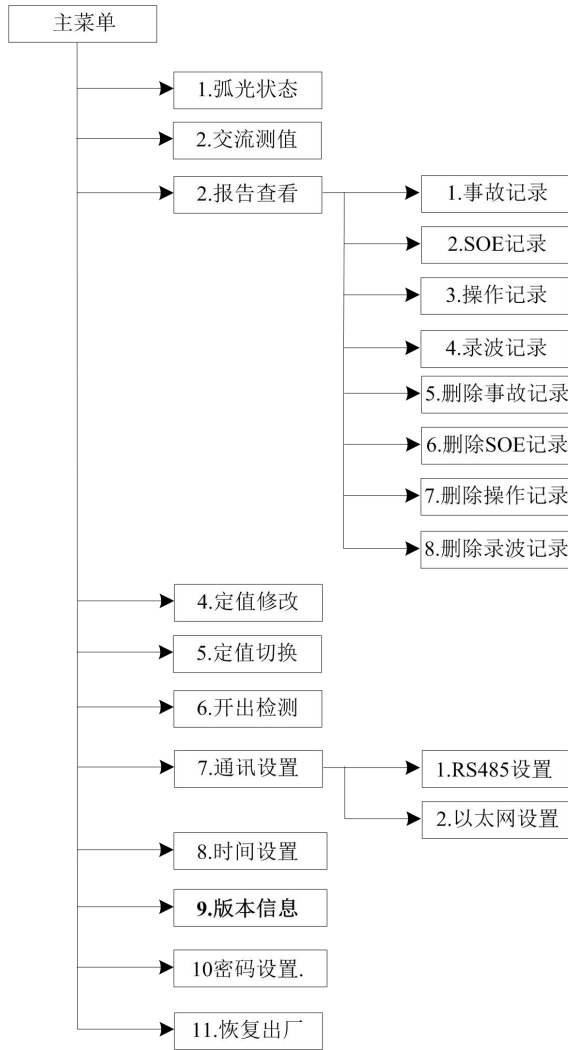 主菜单
1.弧光状态
2.交流测值
2.报告查看
1.事故记录
2.SOE记录
3.操作记录
4.录波记录
5.删除事故记录
6.删除SOE记录
7.删除操作记录
8.删除录波记录
4.定值修改
5.定值切换
6.开出检测
7.通讯设置
1.RS485设置
2.以太网设置
8.时间设置
9.版本信息
10密码设置.
11.恢复出厂